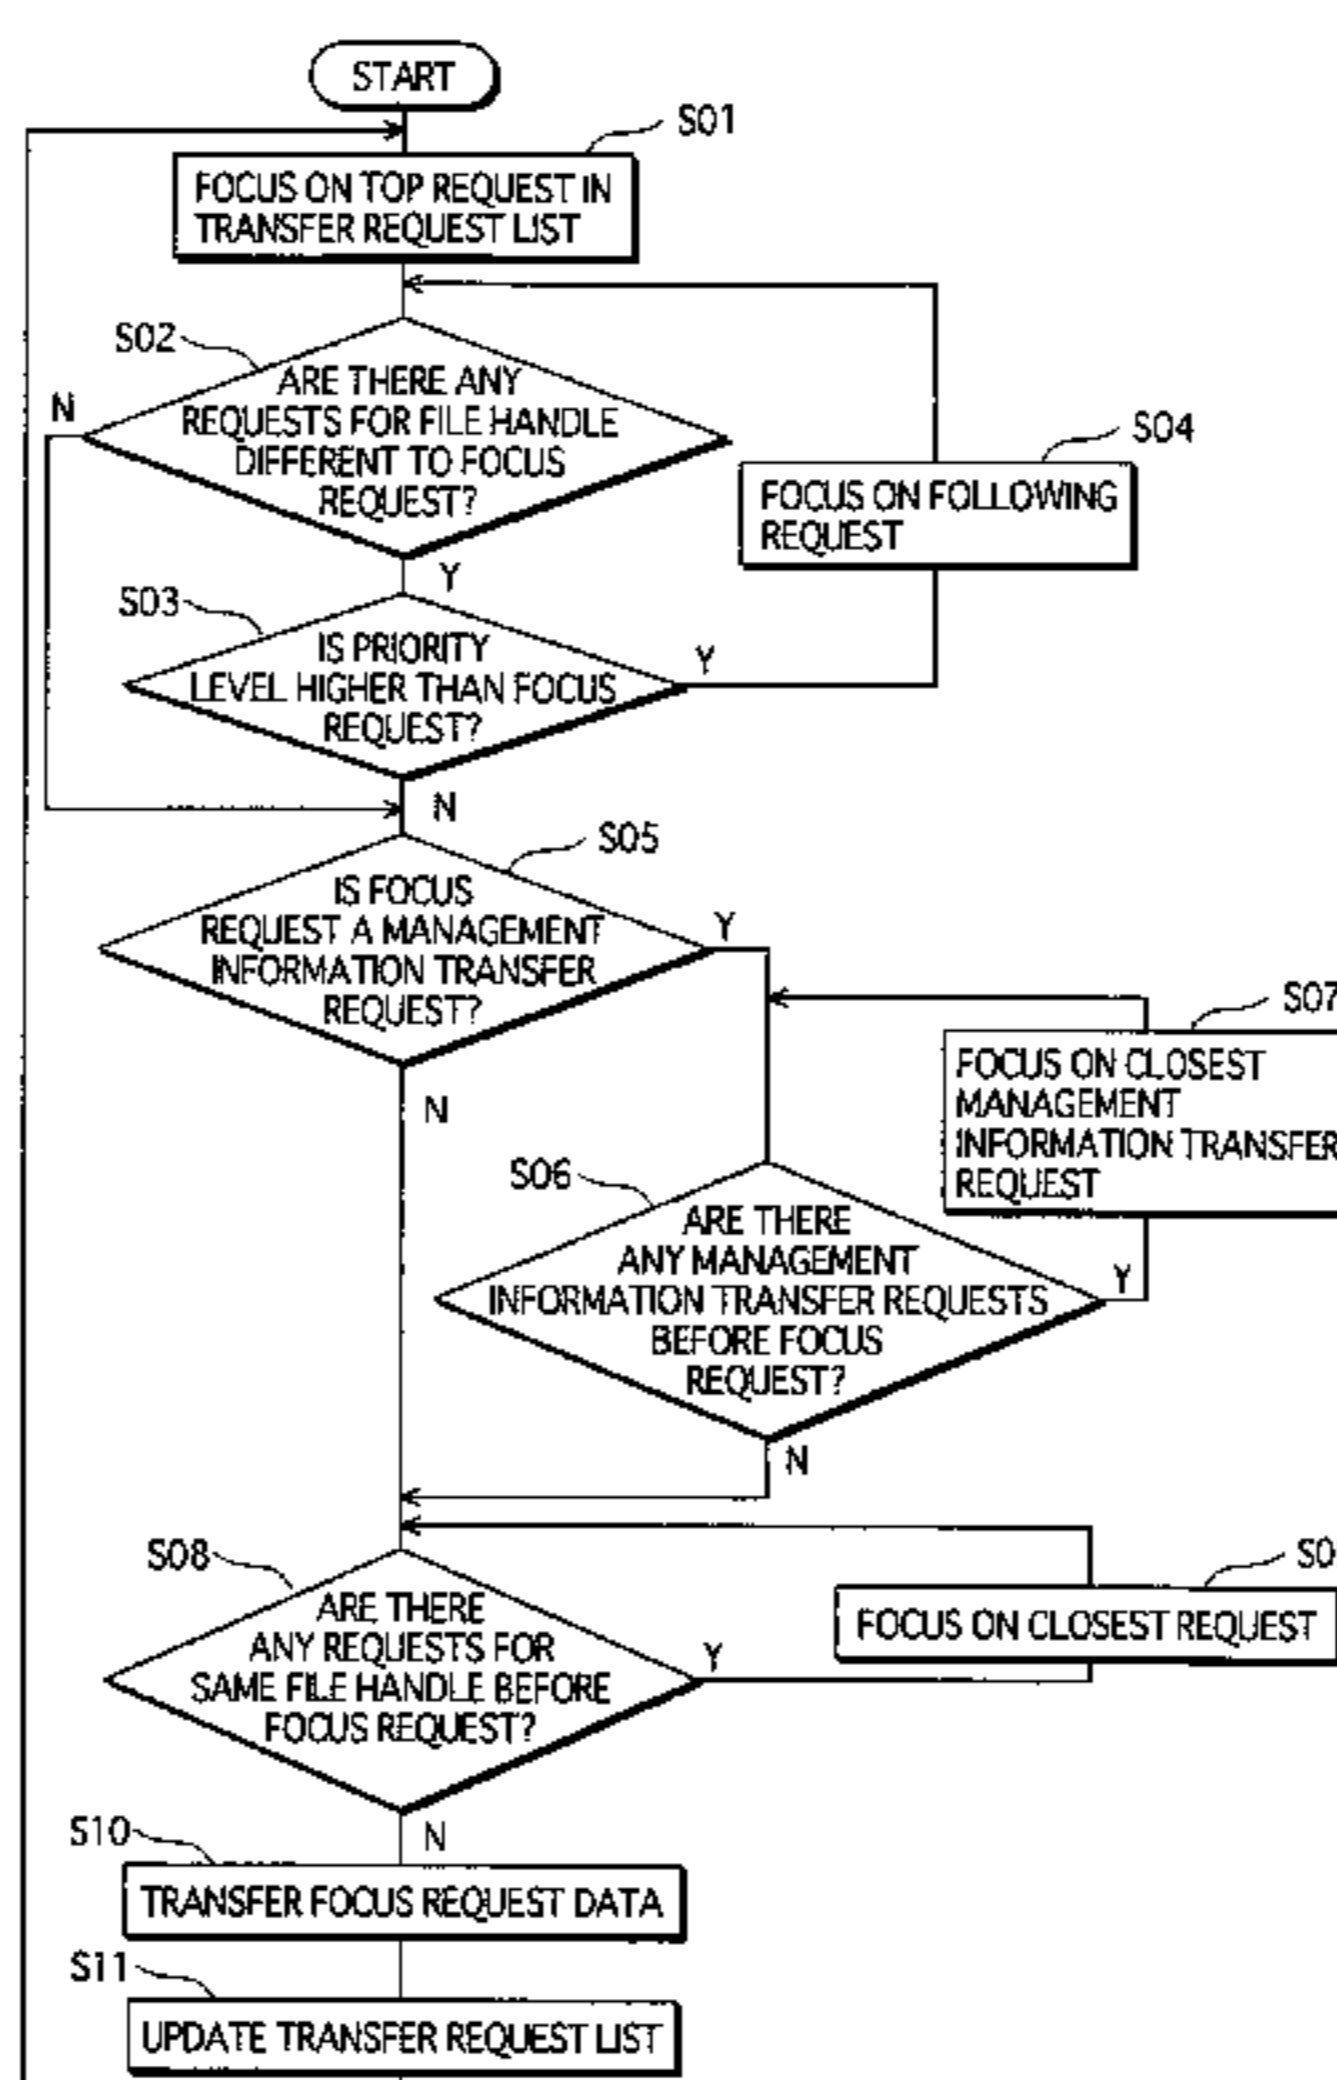 START
S01
FOCUS ON TOP REQUEST IN
TRANSFER REQUEST LIST
S02
ARE THERE ANY
REQUESTS FOR FILE HANDLE
DIFFERENT TO FOCUS
REQUEST?
N
Y
S04
FOCUS ON FOLLOWING
REQUEST
S03
IS PRIORITY
LEVEL HIGHER THAN FOCUS
REQUEST?
Y
N
S05
IS FOCUS
REQUEST A MANAGEMENT
INFORMATION TRANSFER
REQUEST?
Y
N
S07
FOCUS ON CLOSEST
MANAGEMENT
INFORMATION TRANSFER
REQUEST
S06
ARE THERE
ANY MANAGEMENT
INFORMATION TRANSFER REQUESTS
BEFORE FOCUS
REQUEST?
Y
N
S08
ARE THERE
ANY REQUESTS FOR
SAME FILE HANDLE BEFORE
FOCUS REQUEST?
Y
N
S0
FOCUS ON CLOSEST REQUEST
S10
TRANSFER FOCUS REQUEST DATA
S11
UPDATE TRANSFER REQUEST LIST